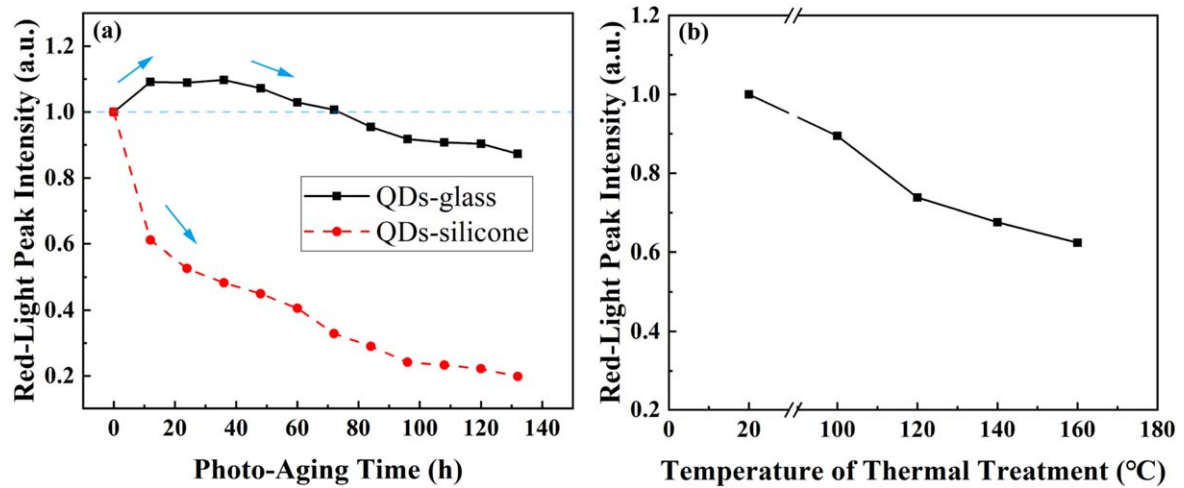 (a)
Red-Light Peak Intensity (a.u.)
1.2
1.0
0.8
0.6
0.4
0.2
QDs-glass
QDs-silicone
0 20 40 60 80 100 120 140
Photo-Aging Time (h)
(b)
Red-Light Peak Intensity (a.u.)
1.2
1.0
0.8
0.6
0.4
0.2
0 20 100 120 140 160 180
Temperature of Thermal Treatment (℃)